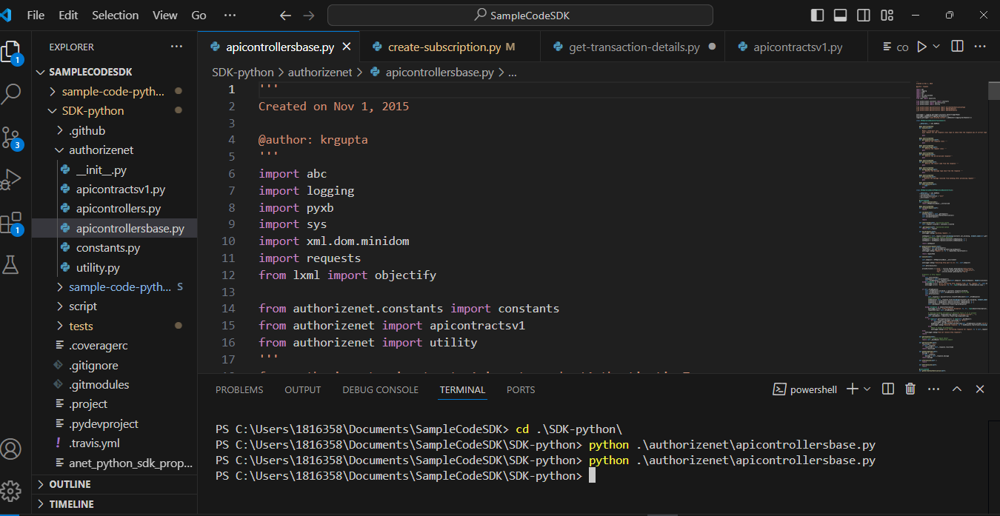 File Edit Selection View Go ··· SampleCodeSDK
EXPLORER ···
SAMPLECODESDK
sample-code-pyth...
SDK-python
.github
authorizenet
__init__.py
apicontractsv1.py
apicontrollers.py
apicontrollersbase.py
constants.py
utility.py
sample-code-pyth... S
script
tests
.coveragerc
.gitignore
.gitmodules
.project
.pydevproject
.travis.yml
anet_python_sdk_prop...
OUTLINE
TIMELINE
1
3
1
apicontrollersbase.py create-subscription.py M get-transaction-details.py apicontractsv1.py co ···
SDK-python > authorizenet > apicontrollersbase.py > ...
1 '''
2 Created on Nov 1, 2015
3
4 @author: krgupta
5 '''
6 import abc
7 import logging
8 import pyxb
9 import sys
10 import xml.dom.minidom
11 import requests
12 from lxml import objectify
13
14 from authorizenet.constants import constants
15 from authorizenet import apicontractsv1
16 from authorizenet import utility
17 '''
PROBLEMS OUTPUT DEBUG CONSOLE TERMINAL PORTS powershell ···
PS C:\Users\1816358\Documents\SampleCodeSDK> cd .\SDK-python\
PS C:\Users\1816358\Documents\SampleCodeSDK\SDK-python> python .\authorizenet\apicontrollersbase.py
PS C:\Users\1816358\Documents\SampleCodeSDK\SDK-python> python .\authorizenet\apicontrollersbase.py
PS C:\Users\1816358\Documents\SampleCodeSDK\SDK-python>